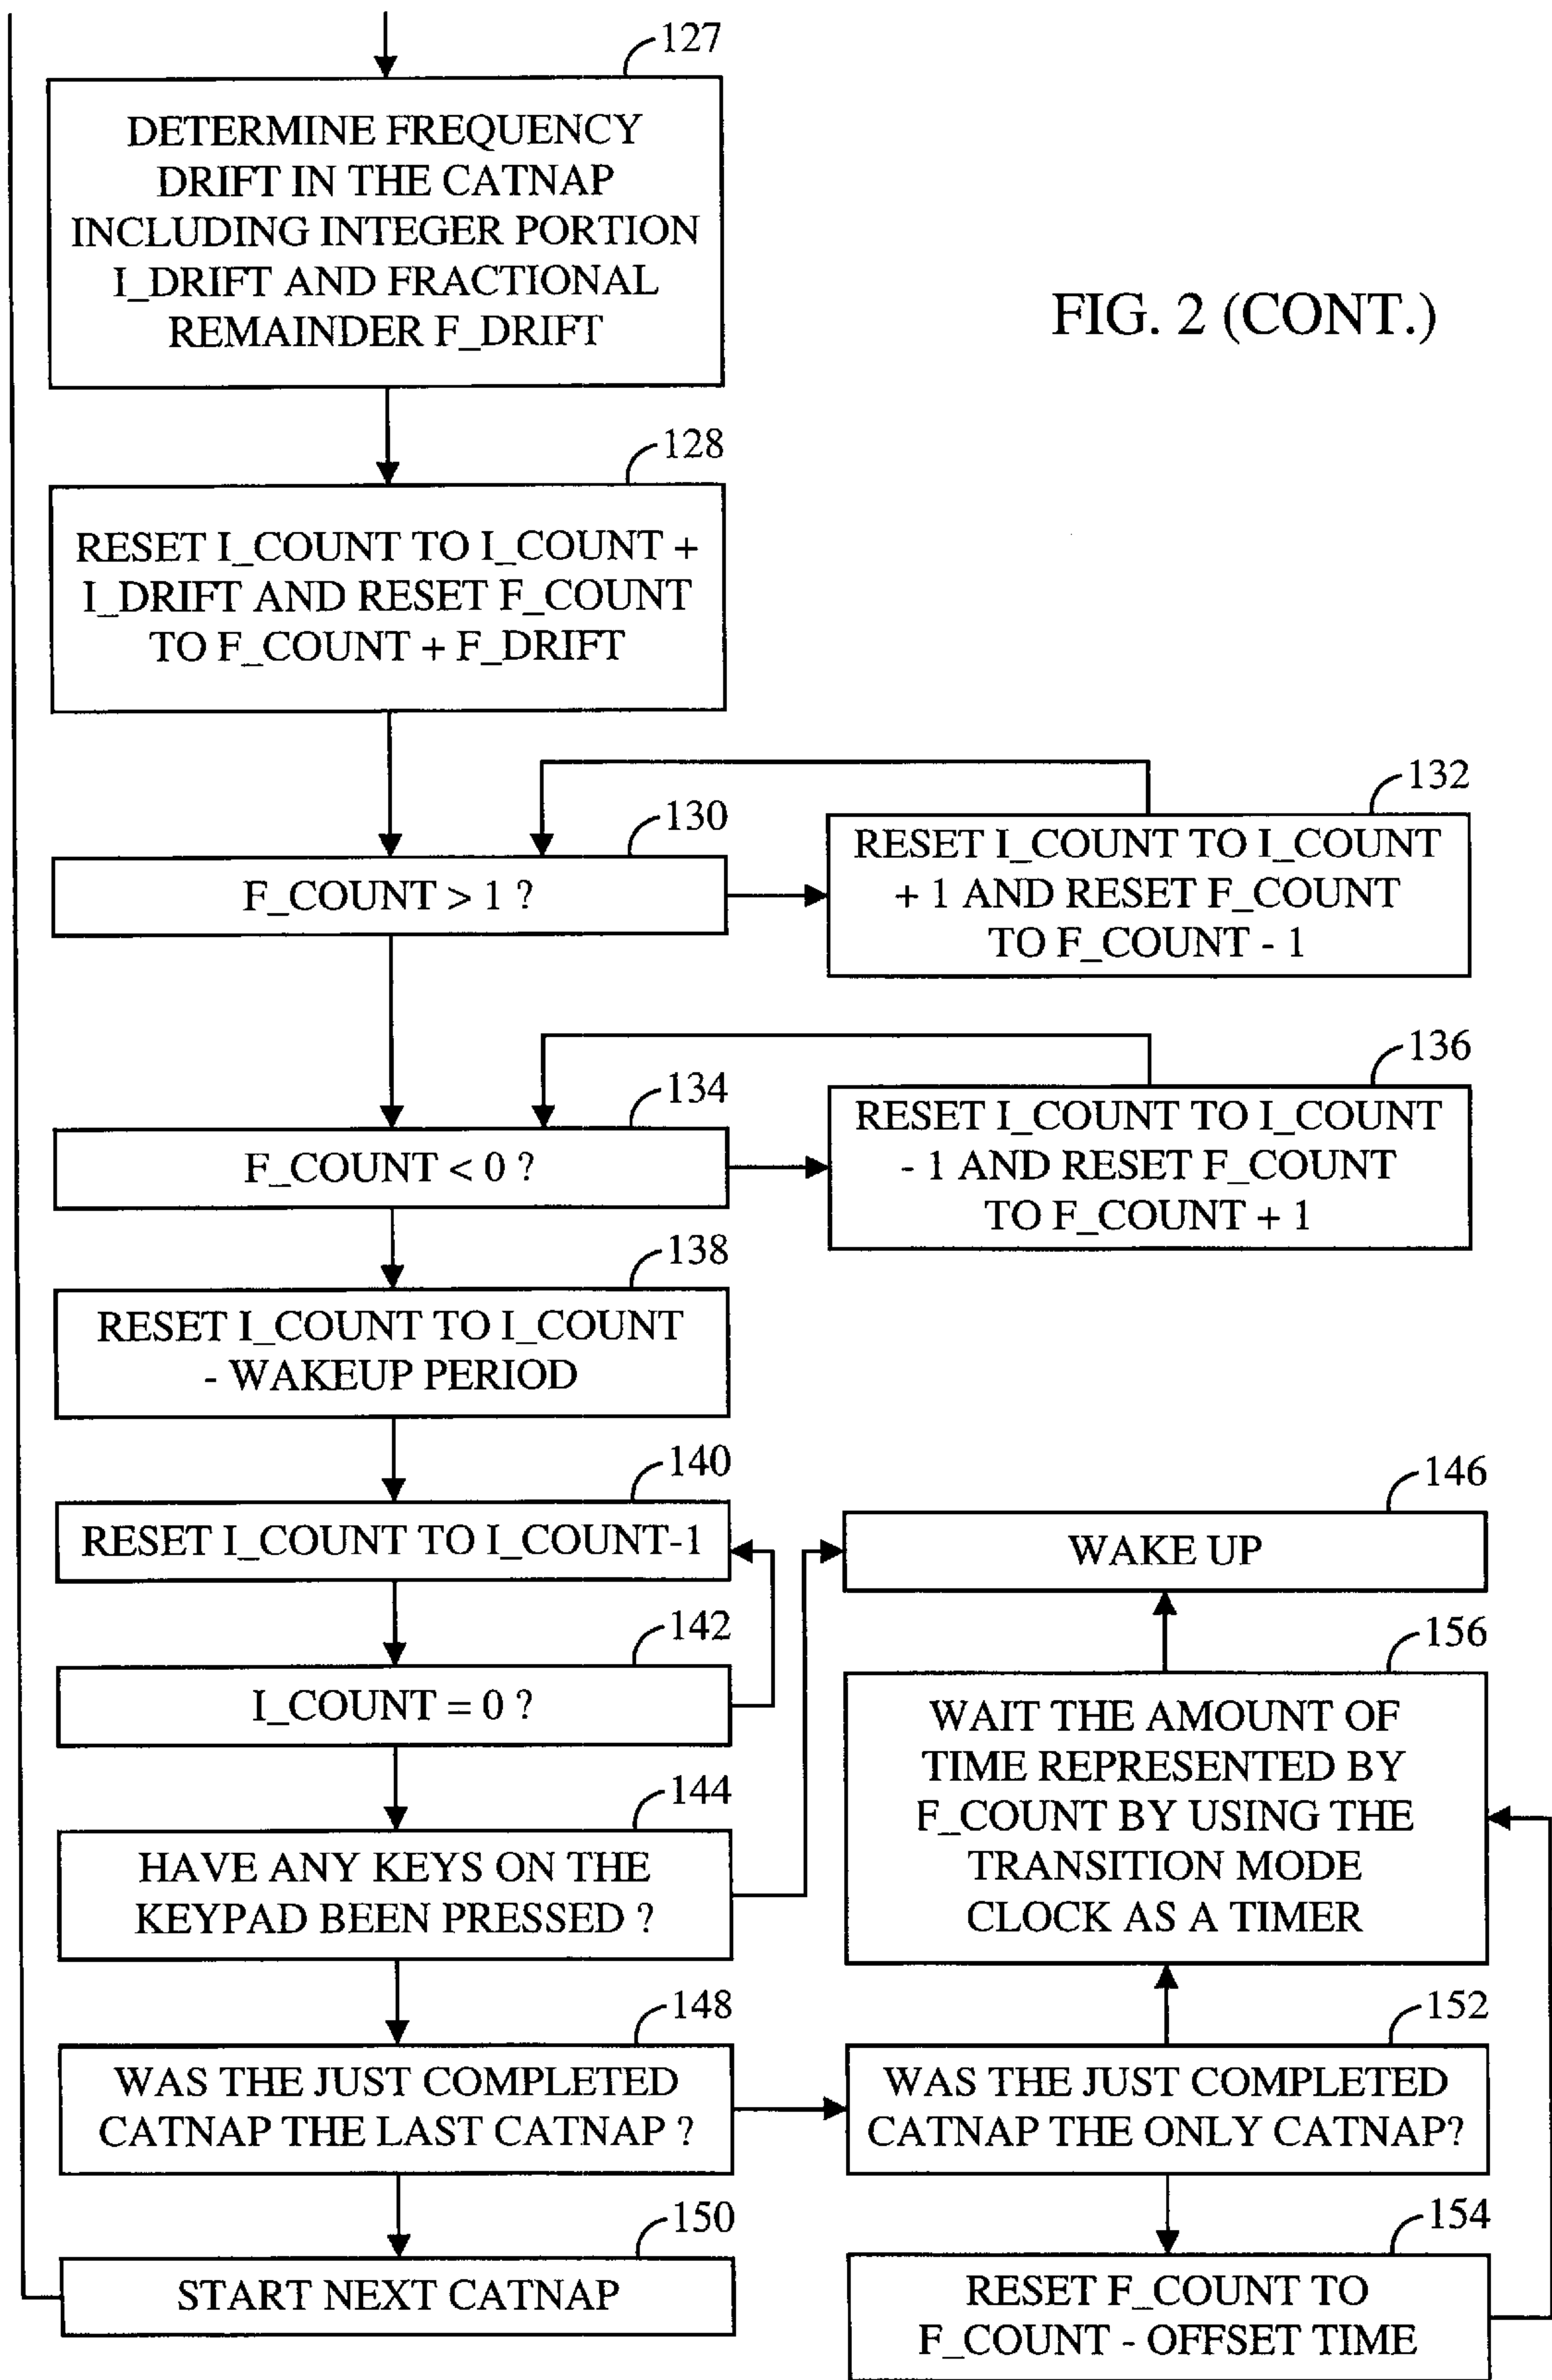 127
DETERMINE FREQUENCY
DRIFT IN THE CATNAP
INCLUDING INTEGER PORTION
I_DRIFT AND FRACTIONAL
REMAINDER F_DRIFT
FIG. 2 (CONT.)
128
RESET I_COUNT TO I_COUNT +
I_DRIFT AND RESET F_COUNT
TO F_COUNT + F_DRIFT
130
F_COUNT > 1 ?
132
RESET I_COUNT TO I_COUNT
+ 1 AND RESET F_COUNT
TO F_COUNT - 1
134
F_COUNT < 0 ?
136
RESET I_COUNT TO I_COUNT
- 1 AND RESET F_COUNT
TO F_COUNT + 1
138
RESET I_COUNT TO I_COUNT
- WAKEUP PERIOD
140
RESET I_COUNT TO I_COUNT-1
146
WAKE UP
142
I_COUNT = 0 ?
156
WAIT THE AMOUNT OF
TIME REPRESENTED BY
F_COUNT BY USING THE
TRANSITION MODE
CLOCK AS A TIMER
144
HAVE ANY KEYS ON THE
KEYPAD BEEN PRESSED ?
148
WAS THE JUST COMPLETED
CATNAP THE LAST CATNAP ?
152
WAS THE JUST COMPLETED
CATNAP THE ONLY CATNAP?
150
START NEXT CATNAP
154
RESET F_COUNT TO
F_COUNT - OFFSET TIME